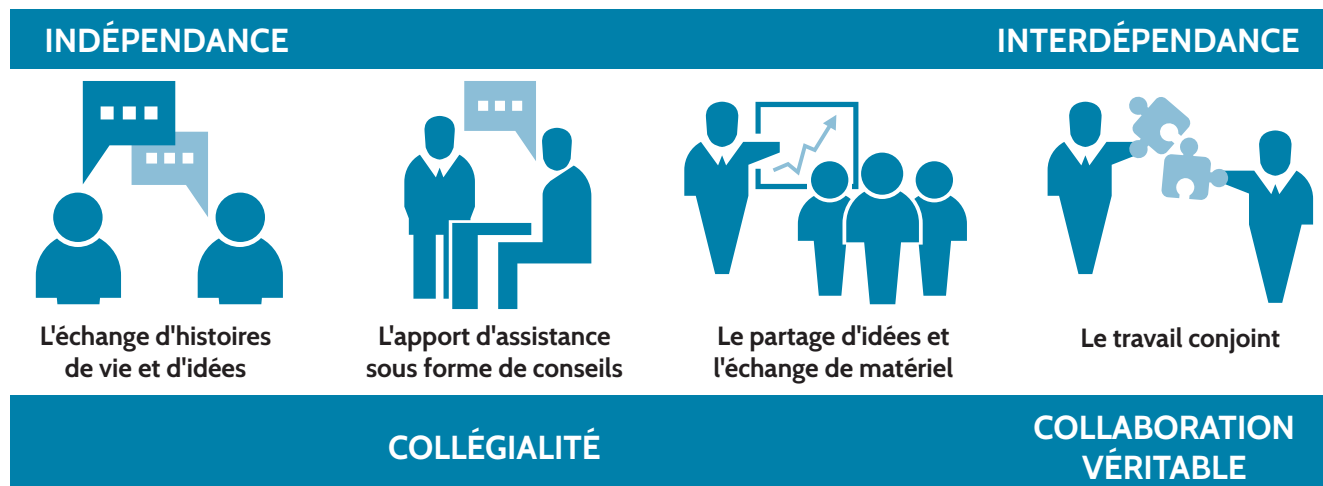 INDÉPENDANCE
INTERDÉPENDANCE
L'échange d'histoires
de vie et d'idées
L'apport d'assistance
sous forme de conseils
Le partage d'idées et
l'échange de matériel
Le travail conjoint
COLLÉGIALITÉ
COLLABORATION
VÉRITABLE